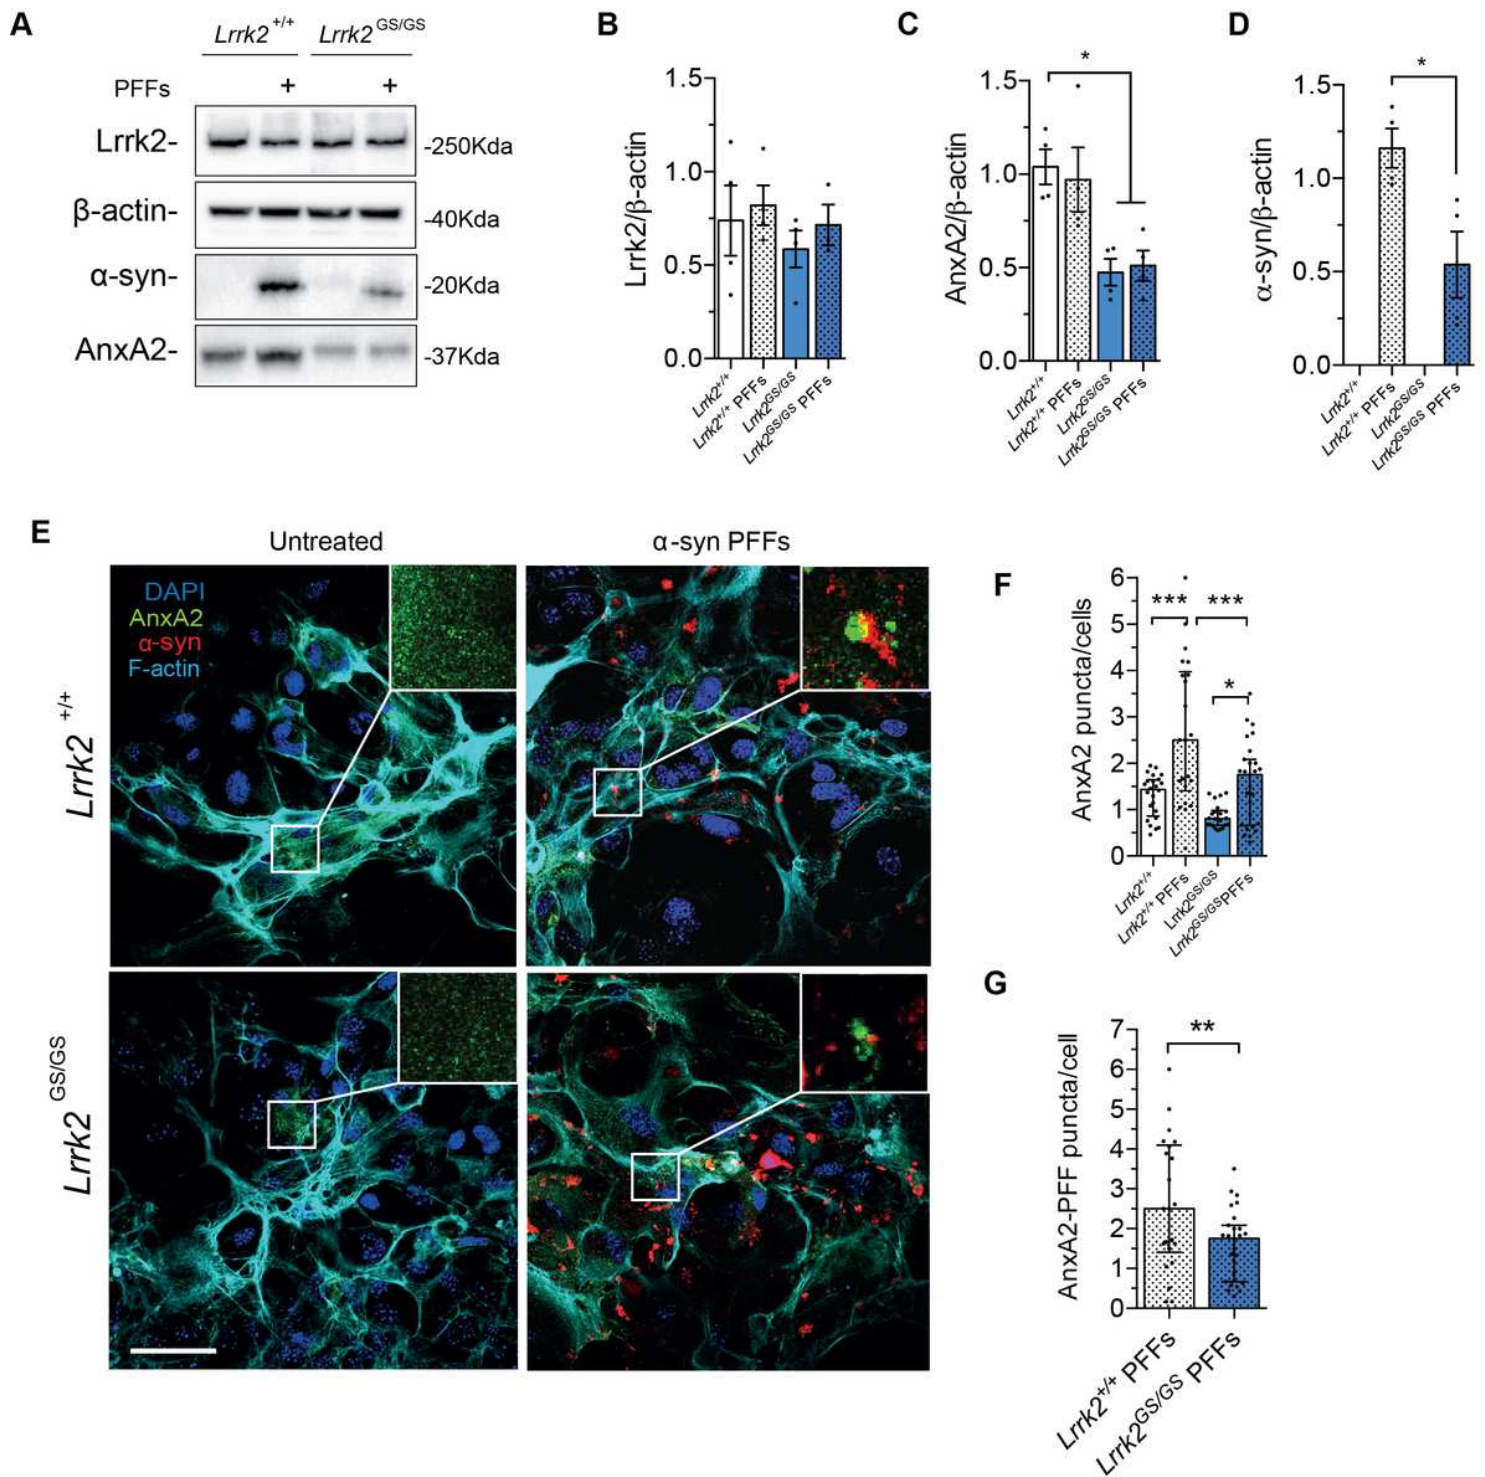 A
Lrrk2+/+ Lrrk2GS/GS
PFFs + +
Lrrk2- -250Kda
β-actin- -40Kda
α-syn- -20Kda
AnxA2- -37Kda
B
Lrrk2/β-actin
1.5
1.0
0.5
0.0
Lrrk2+/+
Lrrk2+/+ PFFs
Lrrk2GS/GS
Lrrk2GS/GS PFFs
C
*
AnxA2/β-actin
1.5
1.0
0.5
0.0
Lrrk2+/+
Lrrk2+/+ PFFs
Lrrk2GS/GS
Lrrk2GS/GS PFFs
D
*
α-syn/β-actin
1.5
1.0
0.5
0.0
Lrrk2+/+
Lrrk2+/+ PFFs
Lrrk2GS/GS
Lrrk2GS/GS PFFs
E
Untreated α-syn PFFs
DAPI
AnxA2
α-syn
F-actin
Lrrk2 +/+
Lrrk2 GS/GS
F
*** ***
*
AnxA2 puncta/cells
6
5
4
3
2
1
0
Lrrk2+/+
Lrrk2+/+ PFFs
Lrrk2GS/GS
Lrrk2GS/GSPFFs
G
**
AnxA2-PFF puncta/cell
7
6
5
4
3
2
1
0
Lrrk2+/+ PFFs
Lrrk2GS/GS PFFs